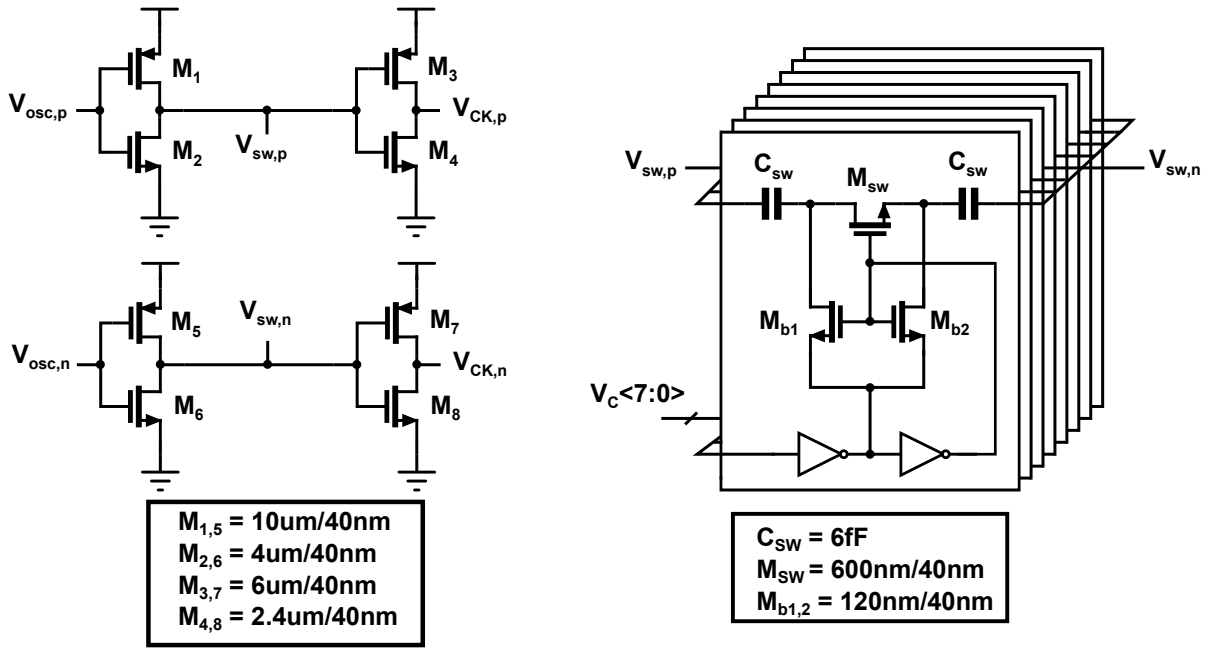 M1
Vosc,p
M2
Vsw,p
M3
VCK,p
M4
M5
Vosc,n
M6
Vsw,n
M7
VCK,n
M8
M1,5 = 10um/40nm
M2,6 = 4um/40nm
M3,7 = 6um/40nm
M4,8 = 2.4um/40nm
Vsw,p
Csw
Msw
Csw
Vsw,n
Mb1
Mb2
VC<7:0>
CSW = 6fF
MSW = 600nm/40nm
Mb1,2 = 120nm/40nm